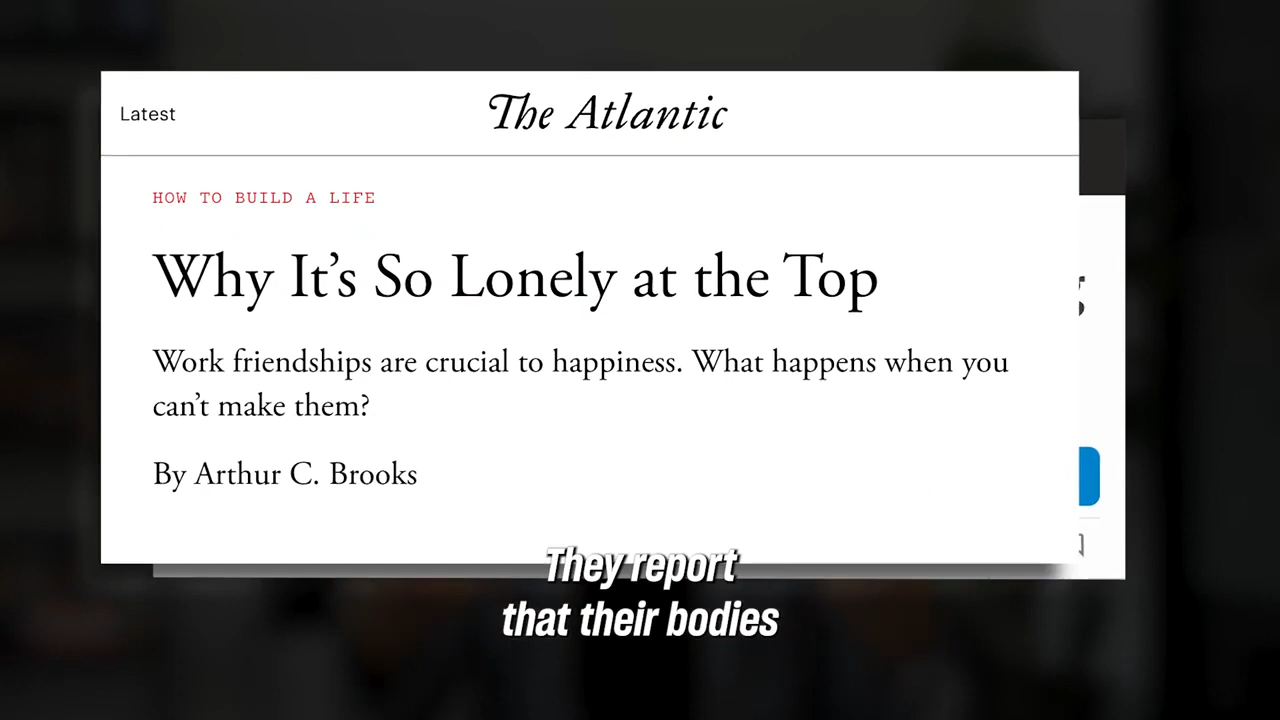 Latest
The Atlantic
HOW TO BUILD A LIFE
Why It’s So Lonely at the Top
Work friendships are crucial to happiness. What happens when you
can’t make them?
By Arthur C. Brooks
They report
that their bodies